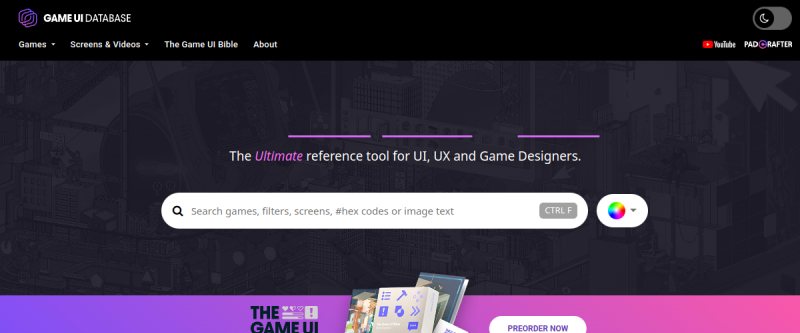 GAME UI DATABASE
Games Screens & Videos The Game UI Bible About
YouTube PADCRAFTER
The Ultimate reference tool for UI, UX and Game Designers.
Search games, filters, screens, #hex codes or image text CTRL F
THE
GAME UI
PREORDER NOW